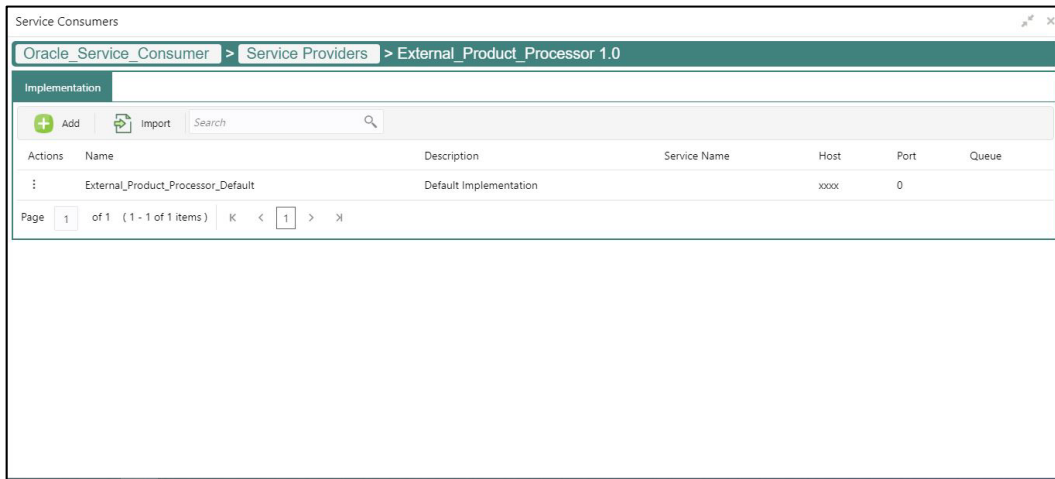 Service Consumers
Oracle_Service_Consumer > Service Providers > External_Product_Processor 1.0
Implementation
Add Import Search
Actions Name Description Service Name Host Port Queue
External_Product_Processor_Default Default Implementation xxxx 0
Page 1 of 1 (1 - 1 of 1 items) K < 1 > >|